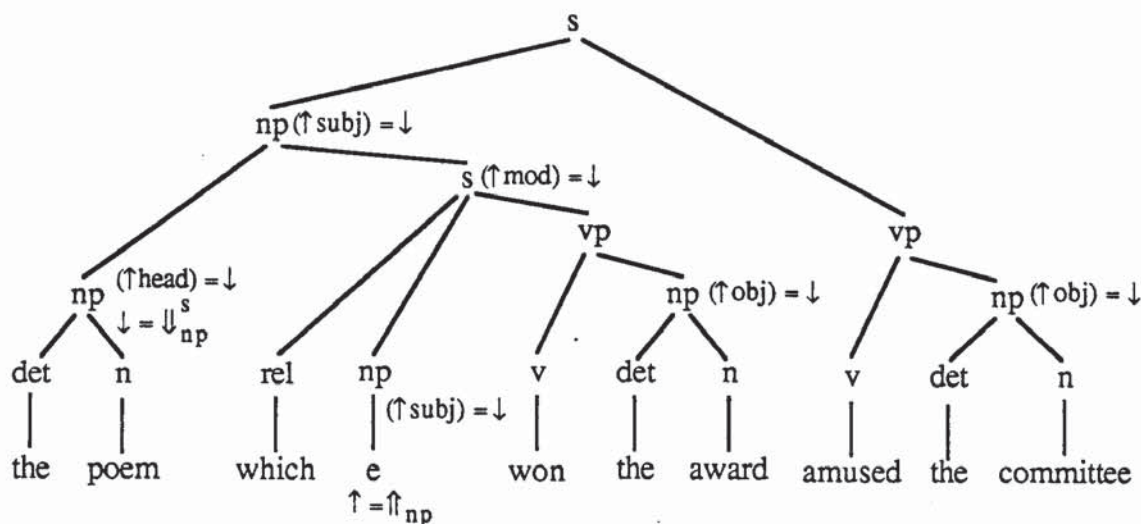 s
np (↑subj) = ↓
s (↑mod) = ↓
vp vp
np (↑head) = ↓ np (↑obj) = ↓ np (↑obj) = ↓
↓ = ⇓ˢₙₚ
det n rel np v det n v det n
(↑subj) = ↓
the poem which e won the award amused the committee
↑ = ⇑ₙₚ